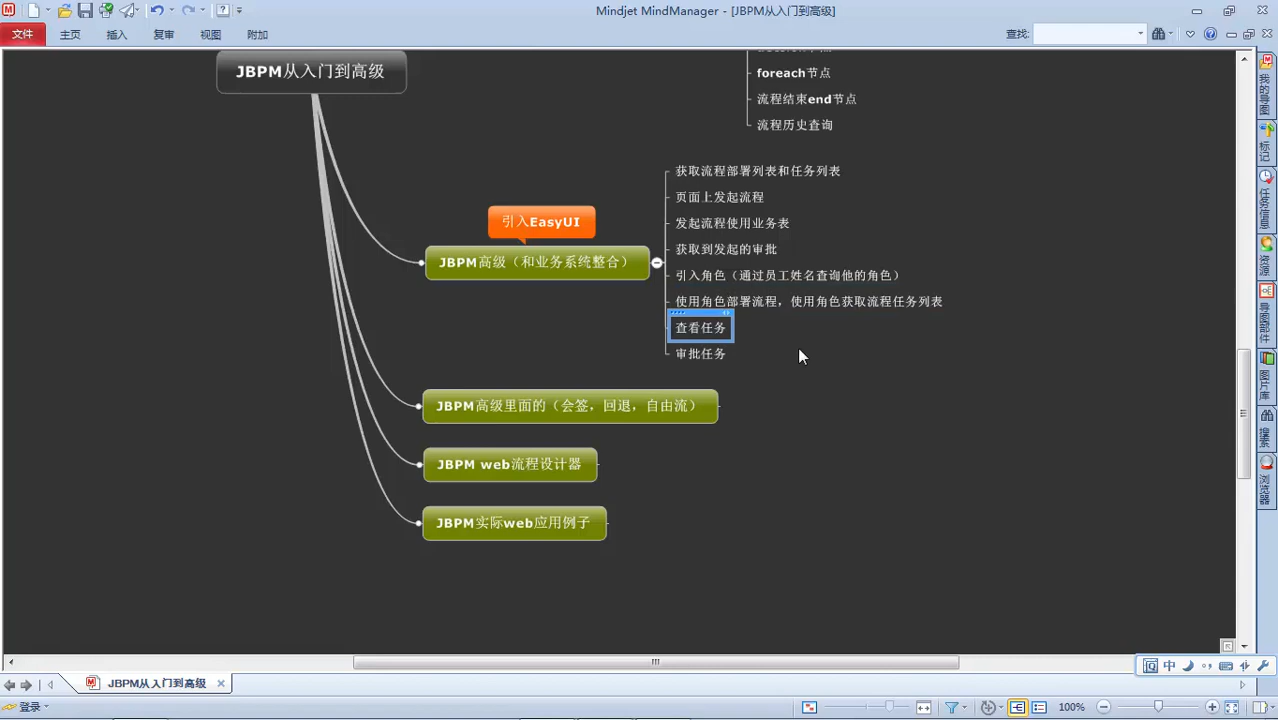 Mindjet MindManager - [JBPM从入门到高级]
文件 主页 插入 复审 视图 附加 查找:
JBPM从入门到高级
foreach节点
流程结束end节点
流程历史查询
获取流程部署列表和任务列表
页面上发起流程
引入EasyUI
发起流程使用业务表
获取到发起的审批
JBPM高级（和业务系统整合）
引入角色（通过员工姓名查询他的角色）
使用角色部署流程，使用角色获取流程任务列表
查看任务
审批任务
JBPM高级里面的（会签，回退，自由流）
JBPM web流程设计器
JBPM实际web应用例子
我的导图
标记
任务信息
资源
导图部件
图片库
搜索
浏览器
中
JBPM从入门到高级
登录
100%